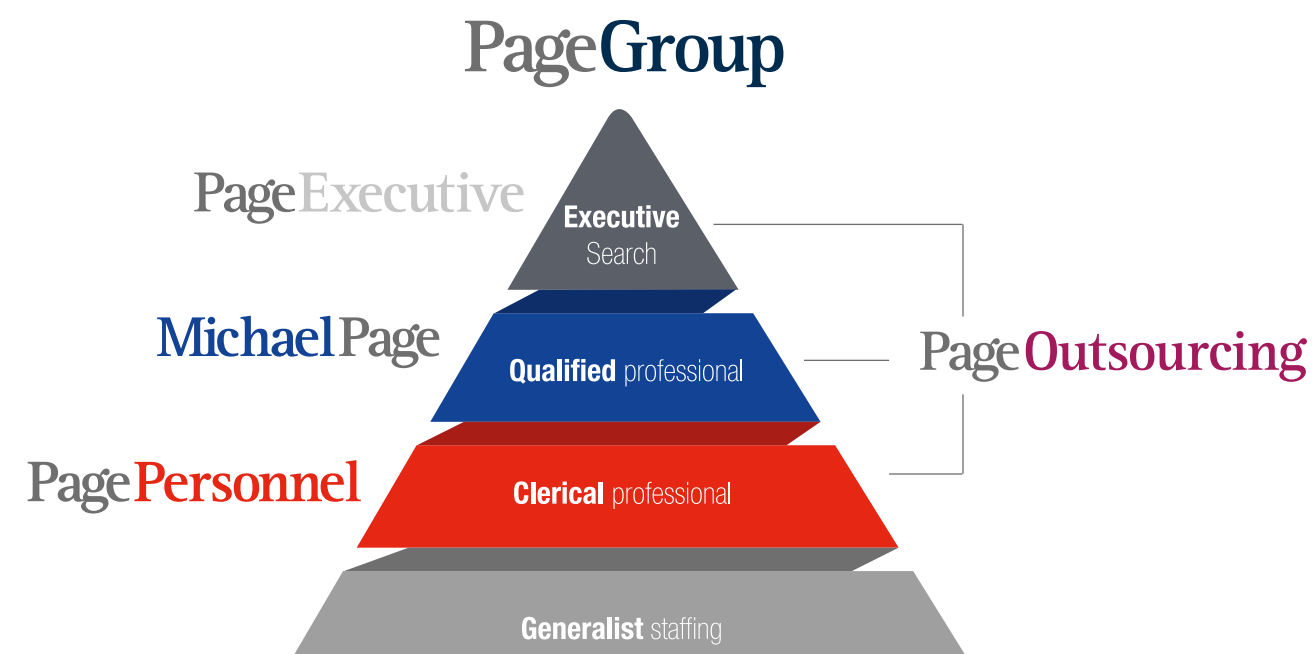 PageGroup
PageExecutive
Executive
Search
MichaelPage
Qualified professional
PageOutsourcing
PagePersonnel
Clerical professional
Generalist staffing